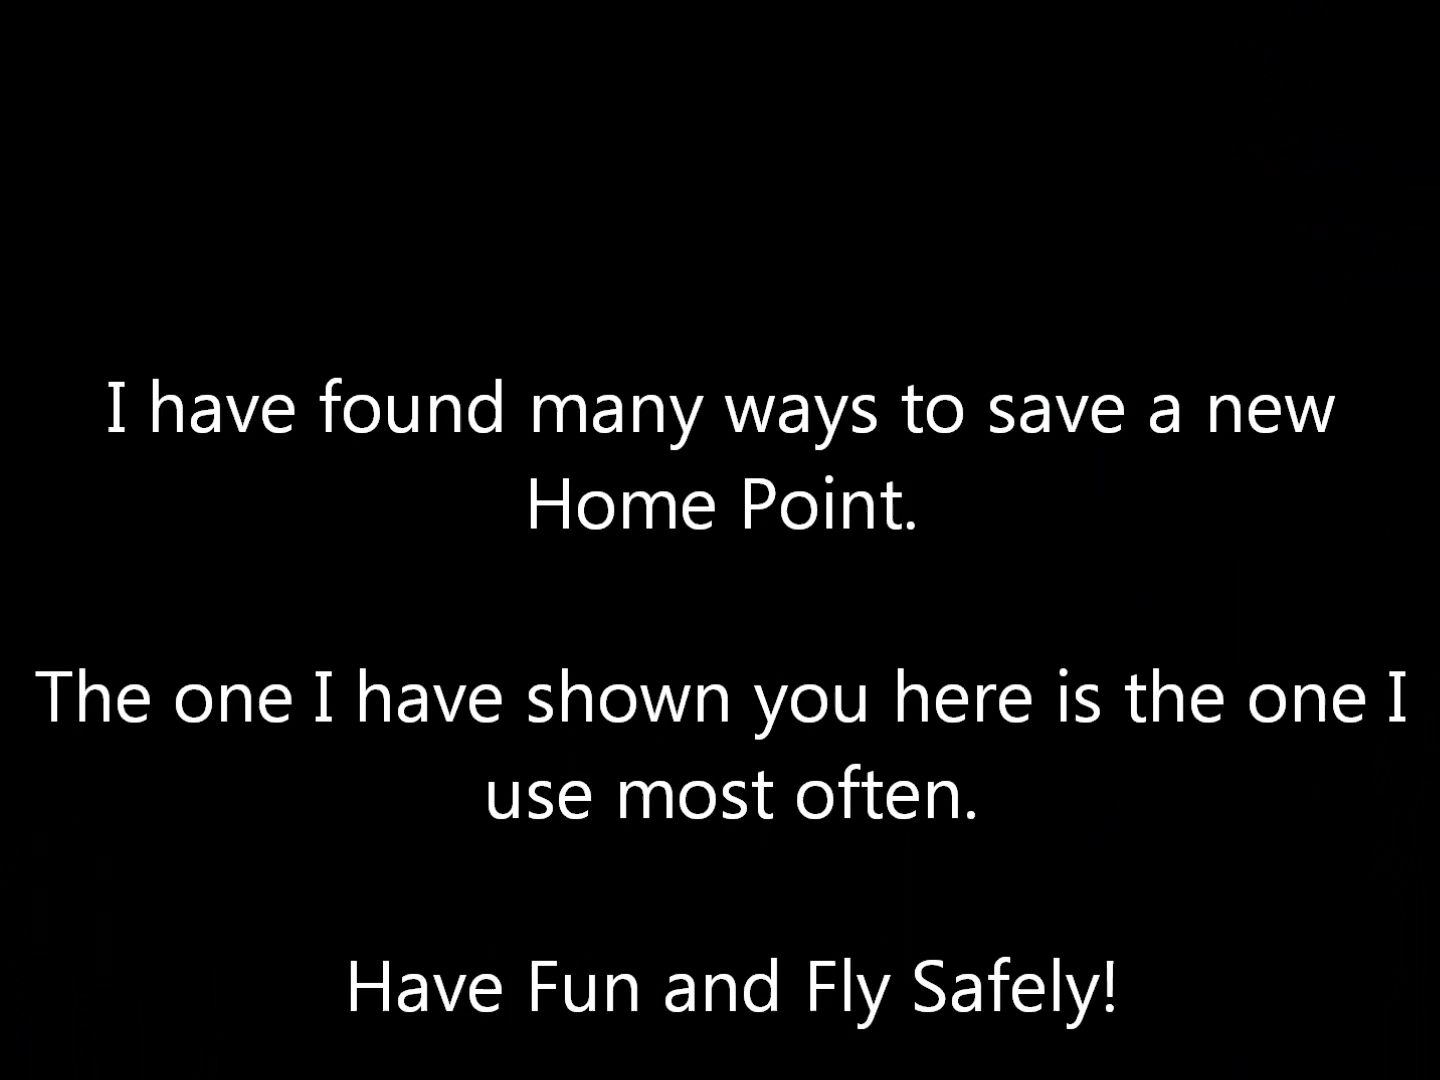 I have found many ways to save a new
Home Point.
The one I have shown you here is the one I
use most often.
Have Fun and Fly Safely!